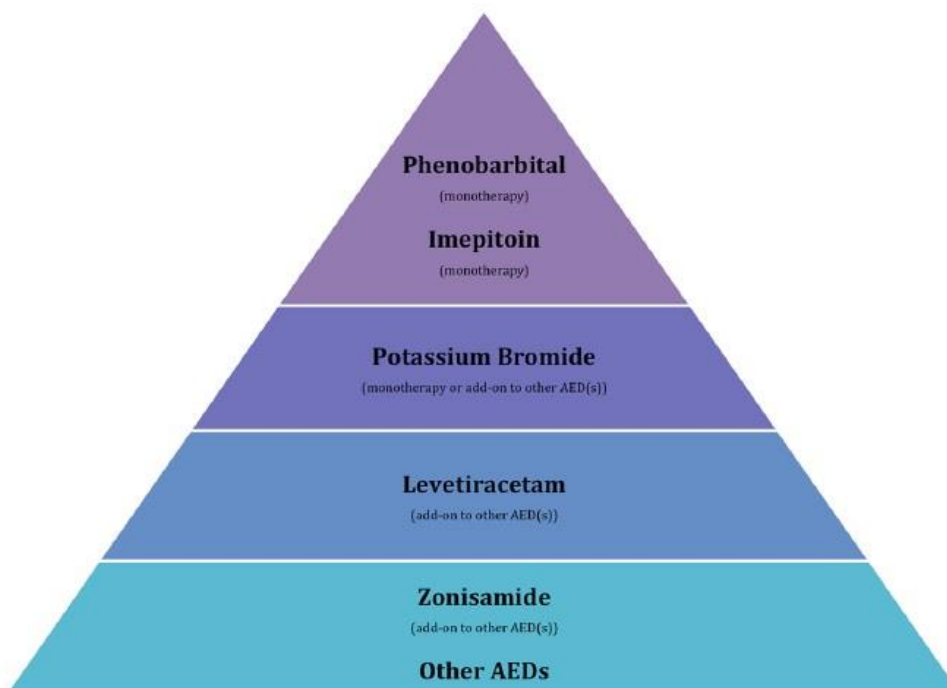 Phenobarbital
(monotherapy)
Imepitoin
(monotherapy)
Potassium Bromide
(monotherapy or add-on to other AED(s))
Levetiracetam
(add-on to other AED(s))
Zonisamide
(add-on to other AED(s))
Other AEDs